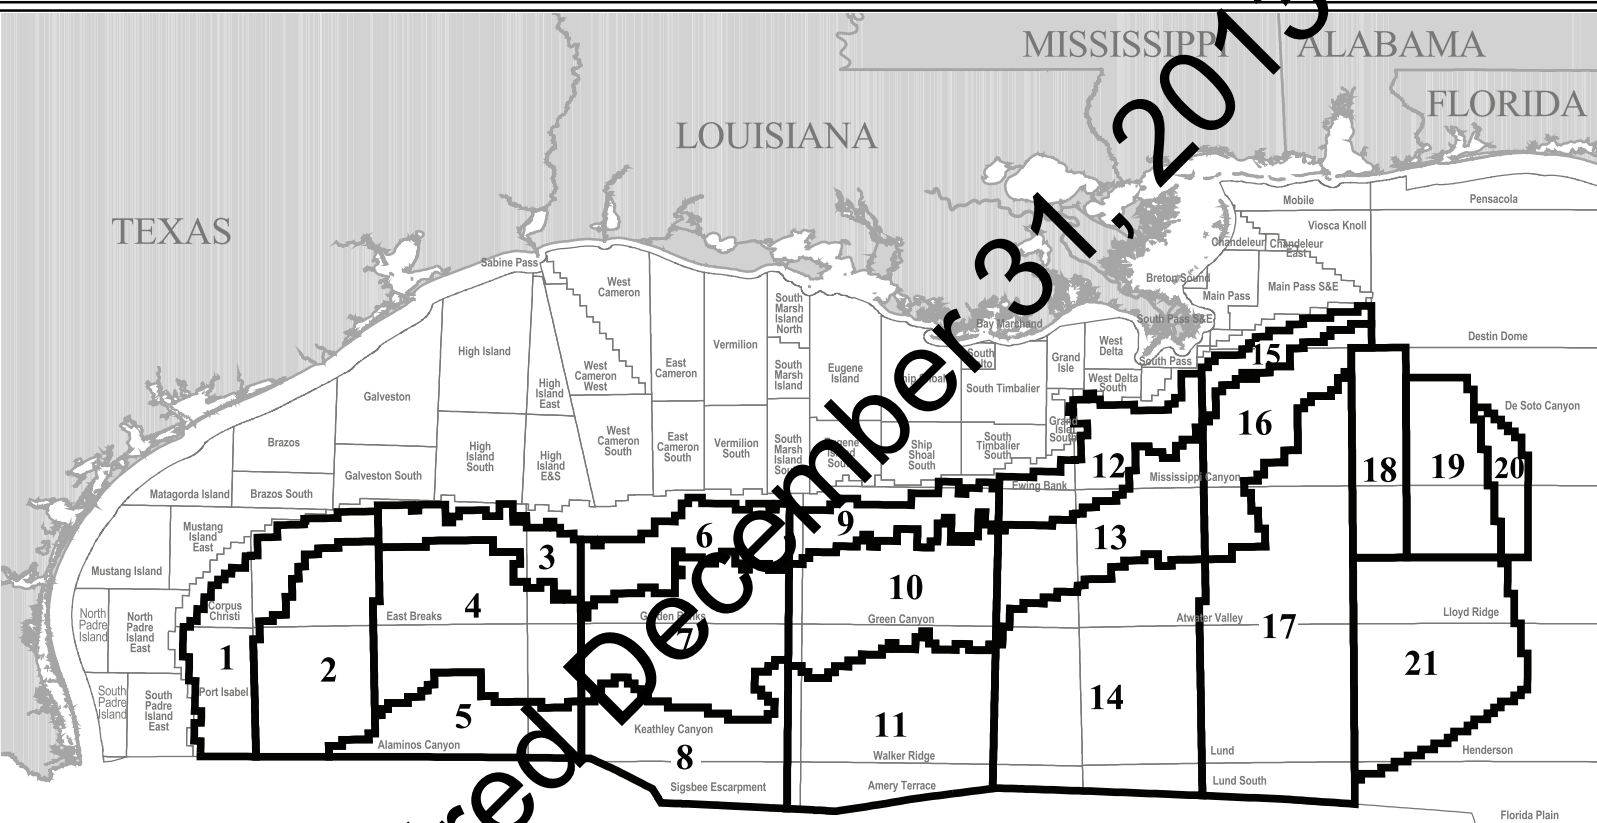 MISSISSIPPI
ALABAMA
FLORIDA
LOUISIANA
TEXAS
Mobile
Pensacola
Viosca Knoll
Chandeleur
Chandeleur
East
Breton Sound
Main Pass
Main Pass S&E
South Pass S&E
Bay Marchand
Destin Dome
Sabine Pass
West
Cameron
South
Marsh
Island
North
Vermilion
High Island
West
Delta
South Pass
Grand
Isle
West Delta
South
South Timbalier
Eugene
Island
South
Marsh
Island
East
Cameron
West
Cameron
West
High
Island
East
Galveston
De Soto Canyon
Brazos
Galveston South
High
Island
South
High
Island
E&S
West
Cameron
South
East
Cameron
South
Vermilion
South
South
Marsh
Island
Ship
Shoal
South
South
Timbalier
South
Grand
Isle
South
Matagorda Island
Brazos South
Ewing Bank
Mississippi Canyon
Mustang
Island
East
Mustang Island
Corpus
Christi
North
Padre
Island
North
Padre
Island
East
East Breaks
Green Canyon
Atwater Valley
Lloyd Ridge
South
Padre
Island
South
Padre
Island
East
Port Isabel
Alaminos Canyon
Keathley Canyon
Walker Ridge
Lund
Henderson
Sigsbee Escarpment
Amery Terrace
Lund South
Florida Plain
1
2
3
4
5
6
7
8
9
10
11
12
13
14
15
16
17
18
19
20
21
red December 31, 2013